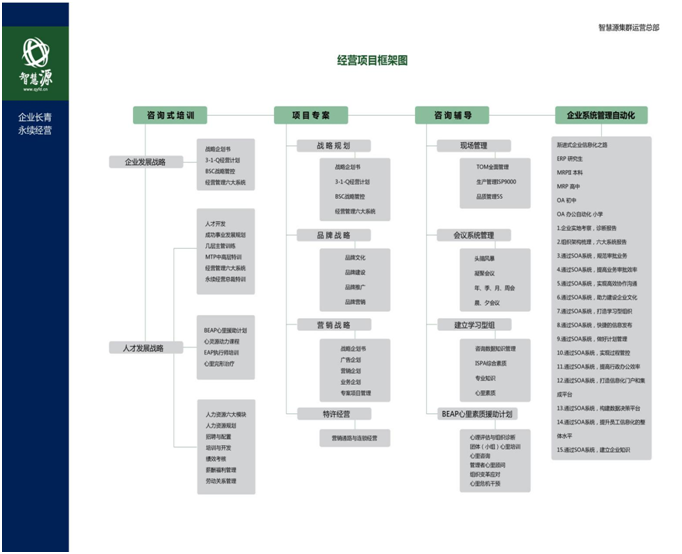 智慧源集群运营总部
智慧源
www.zyfd.cn
企业长青
永续经营
经营项目框架图
咨询式培训
企业发展战略
战略企划书
3-1-Q经营计划
BSC战略管控
经营管理六大系统
人才发展战略
人才开发
成功事业发展规划
几层主管训练
MTP中高层特训
经营管理六大系统
永续经营总裁特训
BEAP心里援助计划
心灵源动力课程
EAP执行师培训
心里完形治疗
人力资源六大模块
人力资源规划
招聘与配置
培训与开发
绩效考核
薪酬福利管理
劳动关系管理
项目专案
战略规划
战略企划书
3-1-Q经营计划
BSC战略管控
经营管理六大系统
品牌战略
品牌文化
品牌建设
品牌推广
品牌营销
营销战略
战略企划书
广告企划
营销企划
业务企划
专案项目管理
特许经营
营销通路与连锁经营
咨询辅导
现场管理
TOM全面管理
生产管理ISP9000
品质管理5S
会议系统管理
头脑风暴
凝聚会议
年、季、月、周会
晨、夕会议
建立学习型组
咨询数据知识管理
ISPA综合素质
专业知识
心里素质
BEAP心里素质援助计划
心理评估与组织诊断
团体（小组）心里培训
心里咨询
管理者心里顾问
组织变革应对
心里危机干预
企业系统管理自动化
渐进式企业信息化之路
ERP 研究生
MRPII 本科
MRP 高中
OA 初中
OA 办公自动化 小学
1.企业实地考察，诊断报告
2.组织架构梳理，六大系统报告
3.通过SOA系统，规范审批业务
4.通过SOA系统，提高业务审批效率
5.通过SOA系统，实现高效协作沟通
6.通过SOA系统，助力建设企业文化
7.通过SOA系统，打造学习型组织
8.通过SOA系统，快捷的信息发布
9.通过SOA系统，做好计划管理
10.通过SOA系统，实现过程管控
11.通过SOA系统，提高行政办公效率
12.通过SOA系统，打造信息化门户和集
成平台
13.通过SOA系统，构建数据决策平台
14.通过SOA系统，提升员工信息化的整
体水平
15.通过SOA系统，建立企业知识